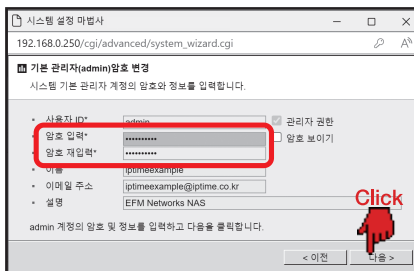 시스템 설정 마법사
192.168.0.250/cgi/advanced/system_wizard.cgi
기본 관리자(admin)암호 변경
시스템 기본 관리자 계정의 암호와 정보를 입력합니다.
사용자 ID* admin 관리자 권한
암호 입력* •••••••••• 암호 보이기
암호 재입력* ••••••••••
이름 iptimeexample
이메일 주소 iptimeexample@iptime.co.kr
설명 EFM Networks NAS
Click
admin 계정의 암호 및 정보를 입력하고 다음을 클릭합니다.
< 이전 다음 >